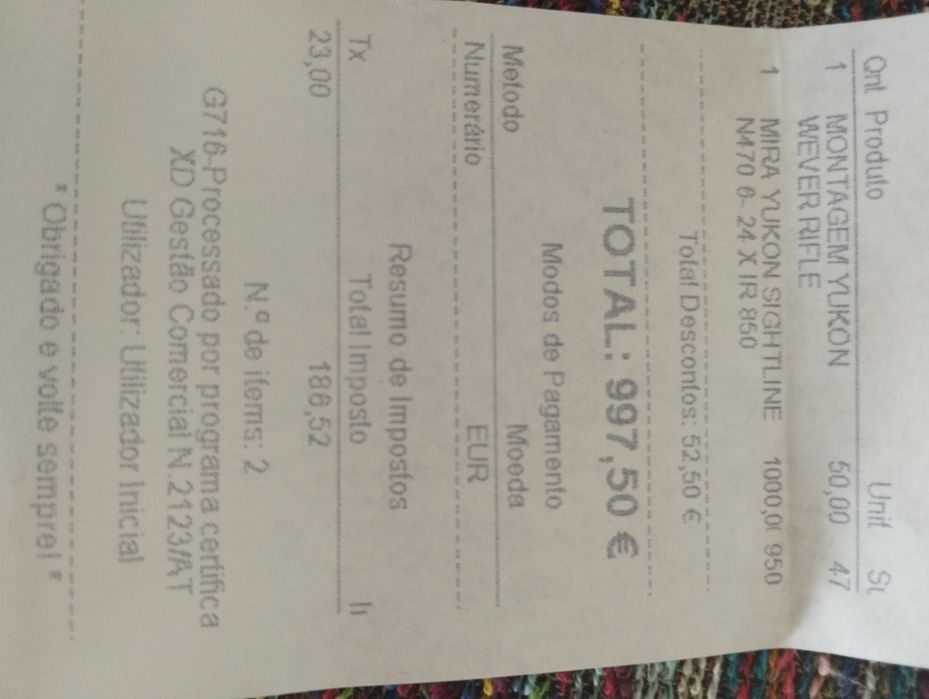 Qnt Produto Unit Su
1 MONTAGEM YUKON 50,00 47
WEVER RIFLE
1 MIRA YUKON SIGHTLINE 1000,0( 950
N470 6- 24 X IR 850
Total Descontos: 52,50 €
TOTAL: 997,50 €
Modos de Pagamento
Metodo Moeda
Numerário EUR
Resumo de Impostos
Tx Total Imposto
23,00 186,52
N.º de items: 2
G716-Processado por programa certifica
XD Gestão Comercial N.2123/AT
Utilizador: Utilizador Inicial
* Obrigado e volte sempre! *